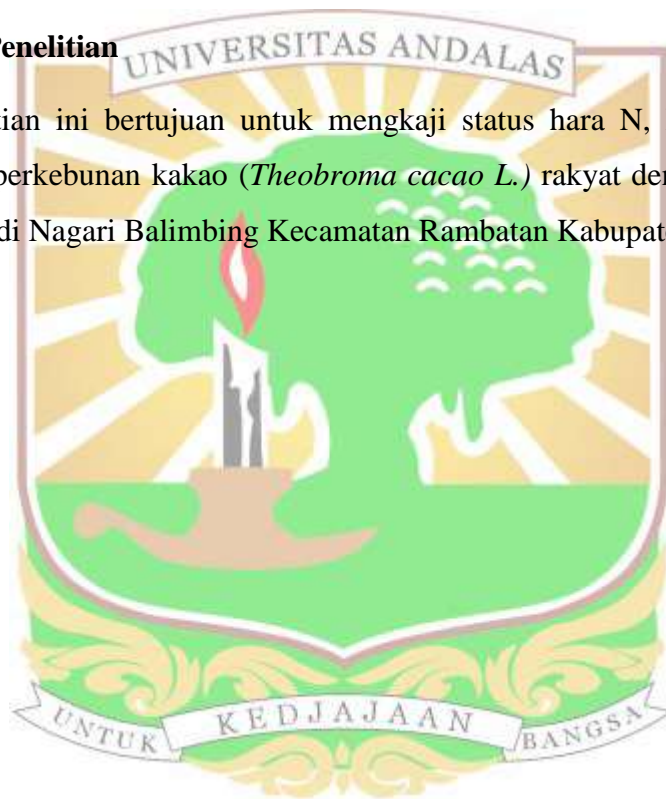 Penelitian
UNIVERSITAS ANDALAS
tian ini bertujuan untuk mengkaji status hara N,
perkebunan kakao (Theobroma cacao L.) rakyat den
di Nagari Balimbing Kecamatan Rambatan Kabupat
UNTUK KEDJAJAAN BANGSA